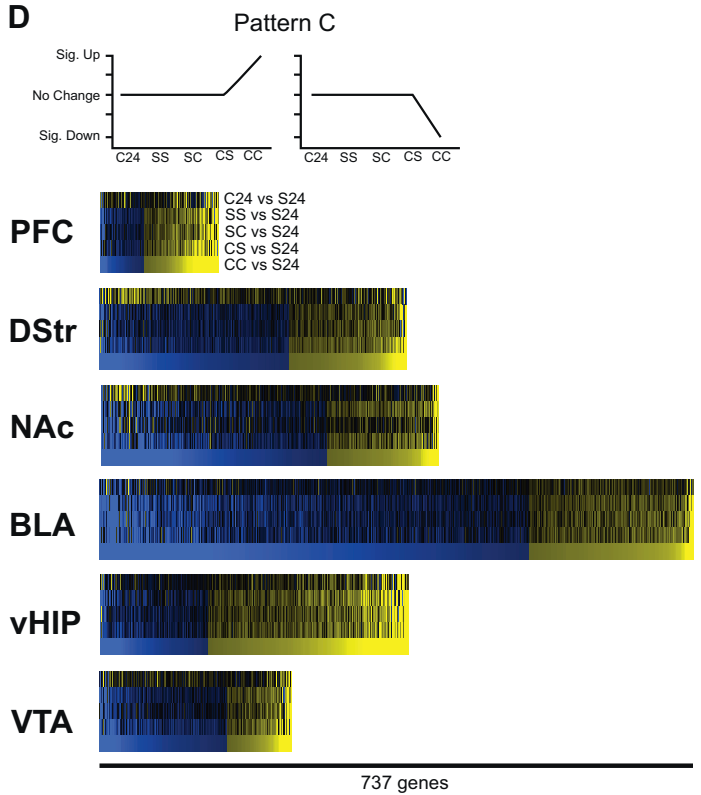 D
Pattern C
Sig. Up
No Change
Sig. Down
C24 SS SC CS CC
C24 SS SC CS CC
PFC
C24 vs S24
SS vs S24
SC vs S24
CS vs S24
CC vs S24
DStr
NAc
BLA
vHIP
VTA
737 genes